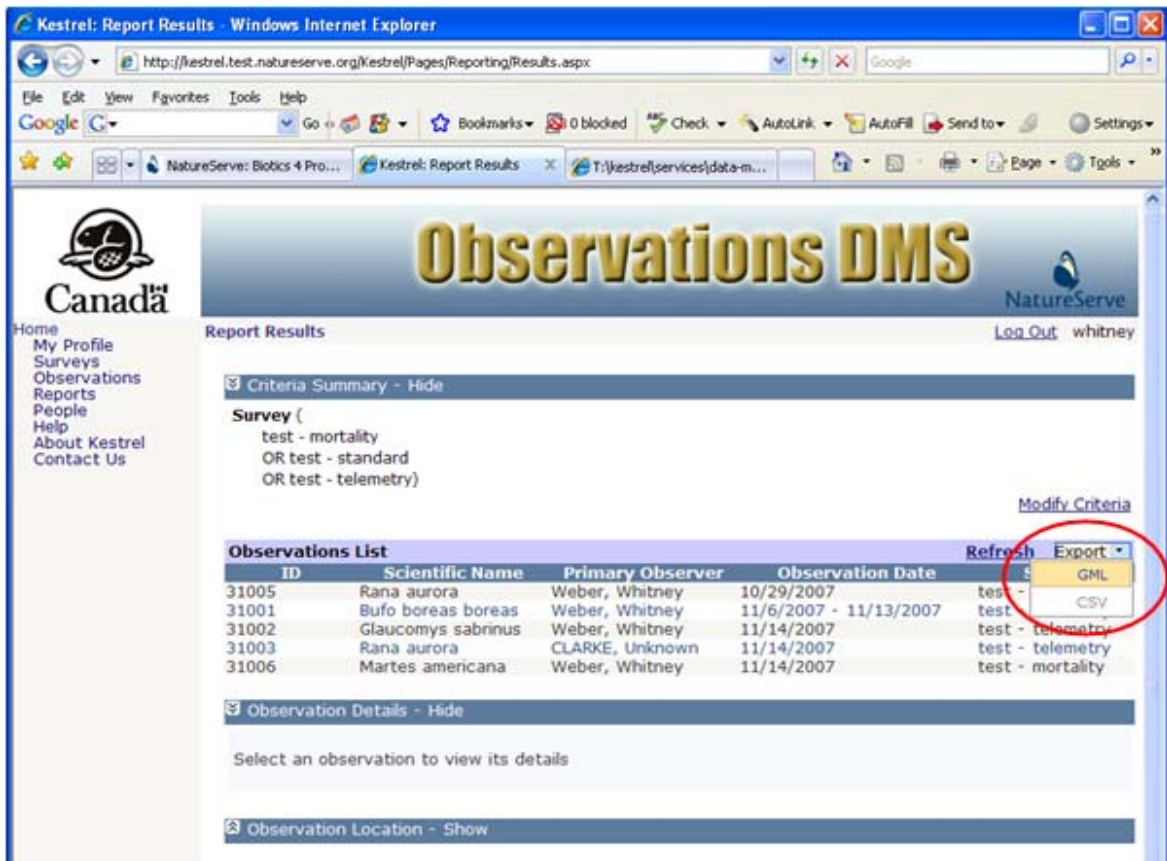 Kestrel: Report Results - Windows Internet Explorer
http://kestrel.test.natureserve.org/Kestrel/Pages/Reporting/Results.aspx
Google
File Edit View Favorites Tools Help
Google G Go Bookmarks 0 blocked Check AutoLink AutoFill Send to Settings
NatureServe: Biotics 4 Pro... Kestrel: Report Results T:\kestrel\services\data-m... Page Tools
Canada
Observations DMS
NatureServe
Home
My Profile
Surveys
Observations
Reports
People
Help
About Kestrel
Contact Us
Report Results Log Out whitney
Criteria Summary - Hide
Survey (
test - mortality
OR test - standard
OR test - telemetry)
Modify Criteria
Observations List Refresh Export
ID Scientific Name Primary Observer Observation Date
GML
CSV
31005 Rana aurora Weber, Whitney 10/29/2007 test -
31001 Bufo boreas boreas Weber, Whitney 11/6/2007 - 11/13/2007 test
31002 Glaucomys sabrinus Weber, Whitney 11/14/2007 test - telemetry
31003 Rana aurora CLARKE, Unknown 11/14/2007 test - telemetry
31006 Martes americana Weber, Whitney 11/14/2007 test - mortality
Observation Details - Hide
Select an observation to view its details
Observation Location - Show